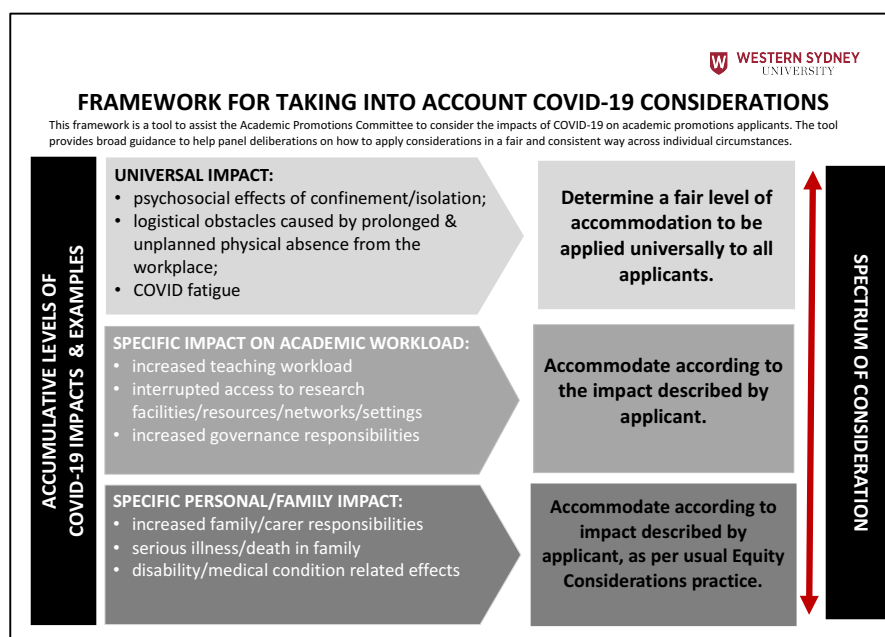 WESTERN SYDNEY
UNIVERSITY
FRAMEWORK FOR TAKING INTO ACCOUNT COVID-19 CONSIDERATIONS
This framework is a tool to assist the Academic Promotions Committee to consider the impacts of COVID-19 on academic promotions applicants. The tool
provides broad guidance to help panel deliberations on how to apply considerations in a fair and consistent way across individual circumstances.
ACCUMULATIVE LEVELS OF
COVID-19 IMPACTS & EXAMPLES
UNIVERSAL IMPACT:
• psychosocial effects of confinement/isolation;
• logistical obstacles caused by prolonged &
unplanned physical absence from the
workplace;
• COVID fatigue
Determine a fair level of
accommodation to be
applied universally to all
applicants.
SPECIFIC IMPACT ON ACADEMIC WORKLOAD:
• increased teaching workload
• interrupted access to research
facilities/resources/networks/settings
• increased governance responsibilities
Accommodate according to
the impact described by
applicant.
SPECIFIC PERSONAL/FAMILY IMPACT:
• increased family/carer responsibilities
• serious illness/death in family
• disability/medical condition related effects
Accommodate according to
impact described by
applicant, as per usual Equity
Considerations practice.
SPECTRUM OF CONSIDERATION